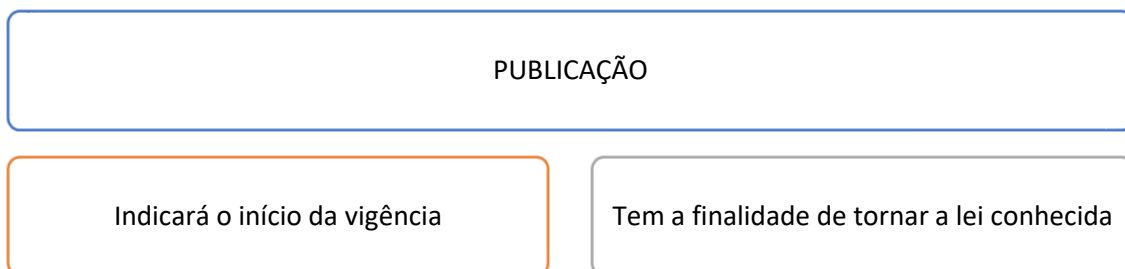 PUBLICAÇÃO
Indicará o início da vigência
Tem a finalidade de tornar a lei conhecida